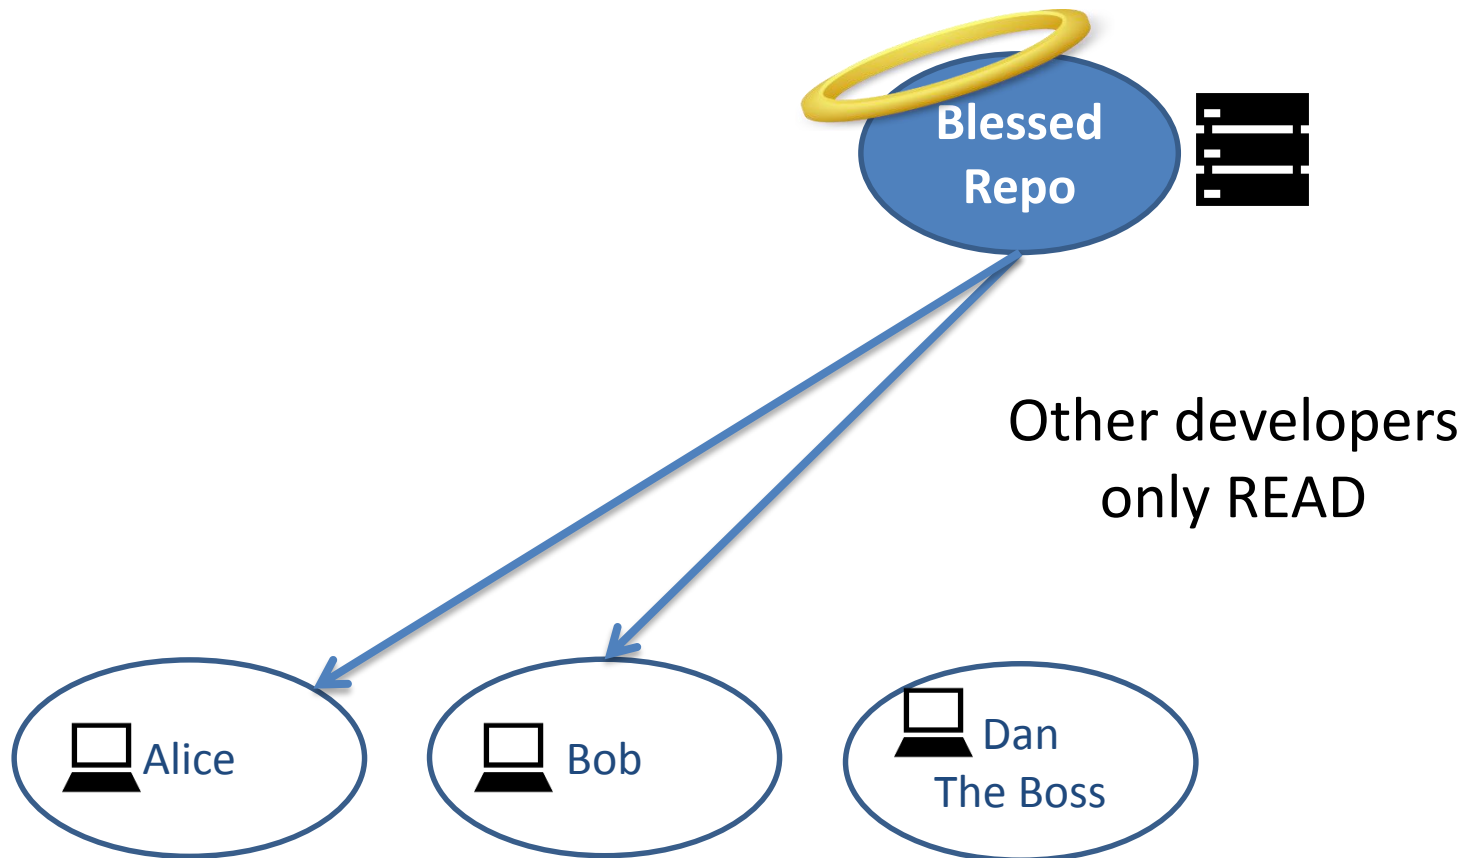 Blessed
Repo
Other developers
only READ
Alice
Bob
Dan
The Boss